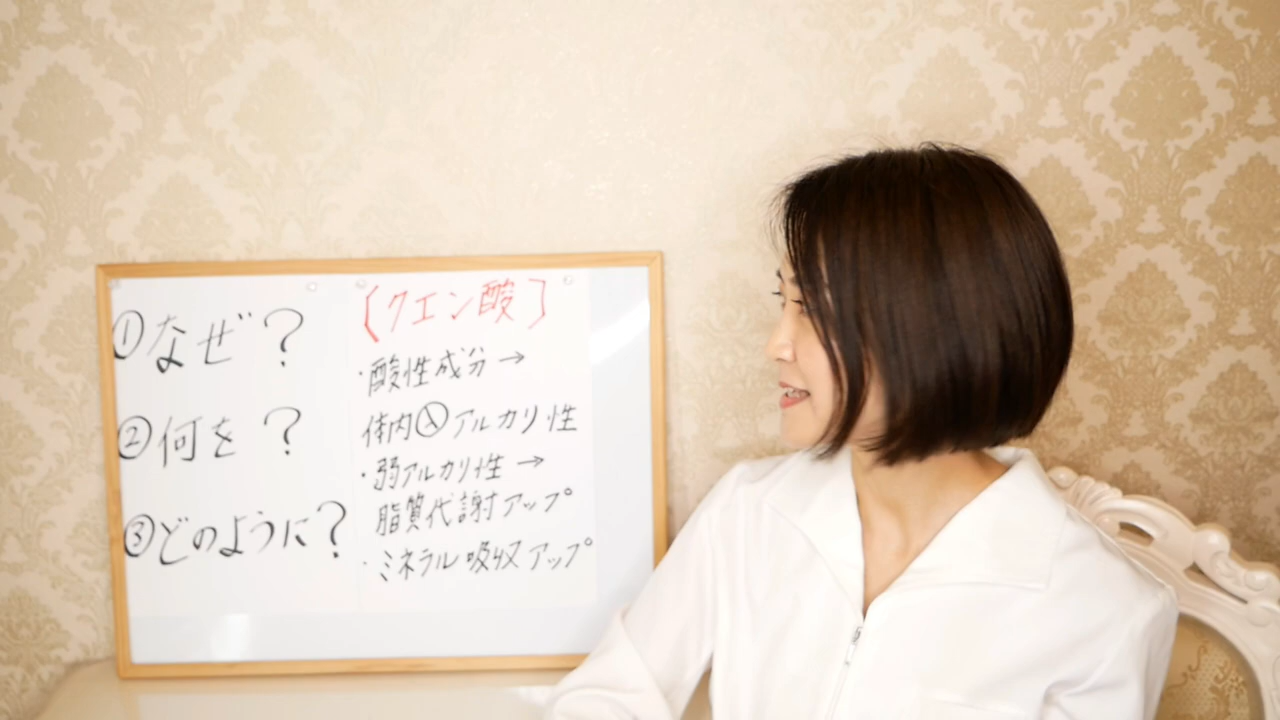 ①なぜ?
②何を?
③どのように?
〔クエン酸〕
・酸性成分→
体内入アルカリ性
・弱アルカリ性→
脂質代謝アップ
・ミネラル吸収アップ